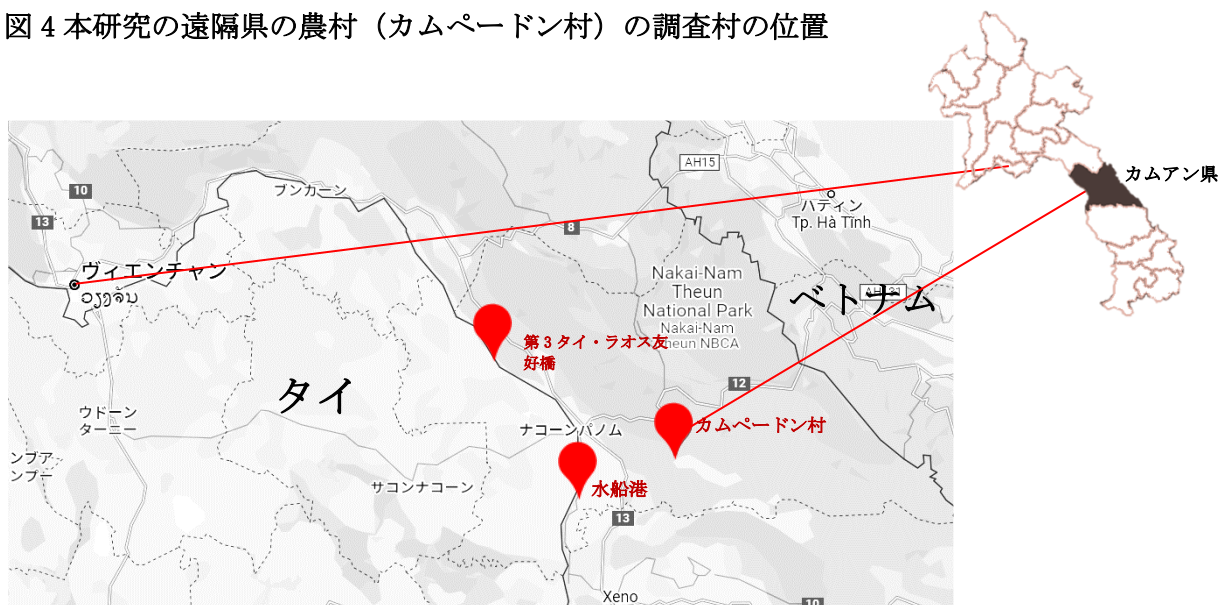 図 4 本研究の遠隔県の農村（カムペードン村）の調査村の位置
カムアン県
AH15
ブンカーン
10
13
8
ハティン
Tp. Hà Tĩnh
ヴィエンチャン
ວຽງຈັນ
Nakai-Nam
Theun
National Park
Nakai-Nam
Theun NBCA
AH131
ベトナム
第 3 タイ・ラオス友
好橋
タイ
12
ウドーン
ターニー
ナコーンパノム
カムペードン村
ンブア
ンプー
サコンナコーン
水船港
13
Xeno
10